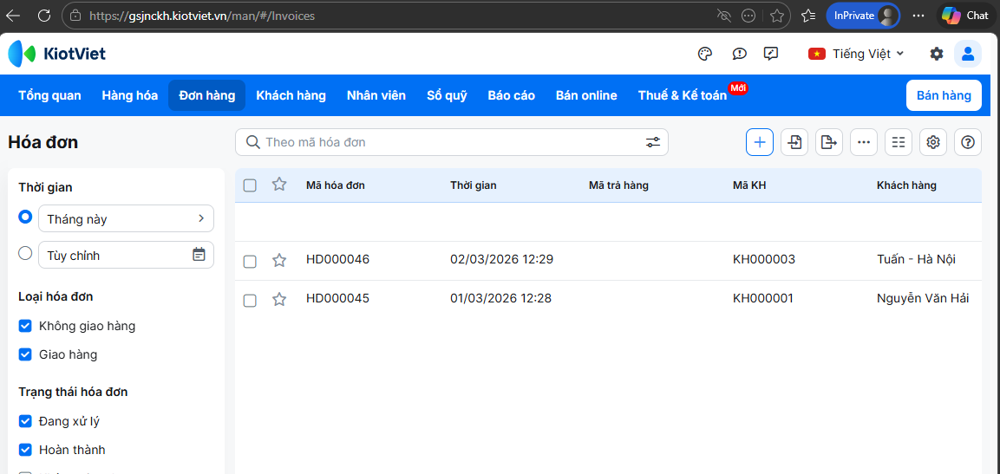 https://gsjnckh.kiotviet.vn/man/#/Invoices
InPrivate
Chat
KiotViet
Tiếng Việt
Tổng quan
Hàng hóa
Đơn hàng
Khách hàng
Nhân viên
Sổ quỹ
Báo cáo
Bán online
Thuế & Kế toán
Mới
Bán hàng
Hóa đơn
Theo mã hóa đơn
Thời gian
Tháng này
Tùy chỉnh
Loại hóa đơn
Không giao hàng
Giao hàng
Trạng thái hóa đơn
Đang xử lý
Hoàn thành
Mã hóa đơn Thời gian Mã trả hàng Mã KH Khách hàng
HD000046 02/03/2026 12:29 KH000003 Tuấn - Hà Nội
HD000045 01/03/2026 12:28 KH000001 Nguyễn Văn Hải